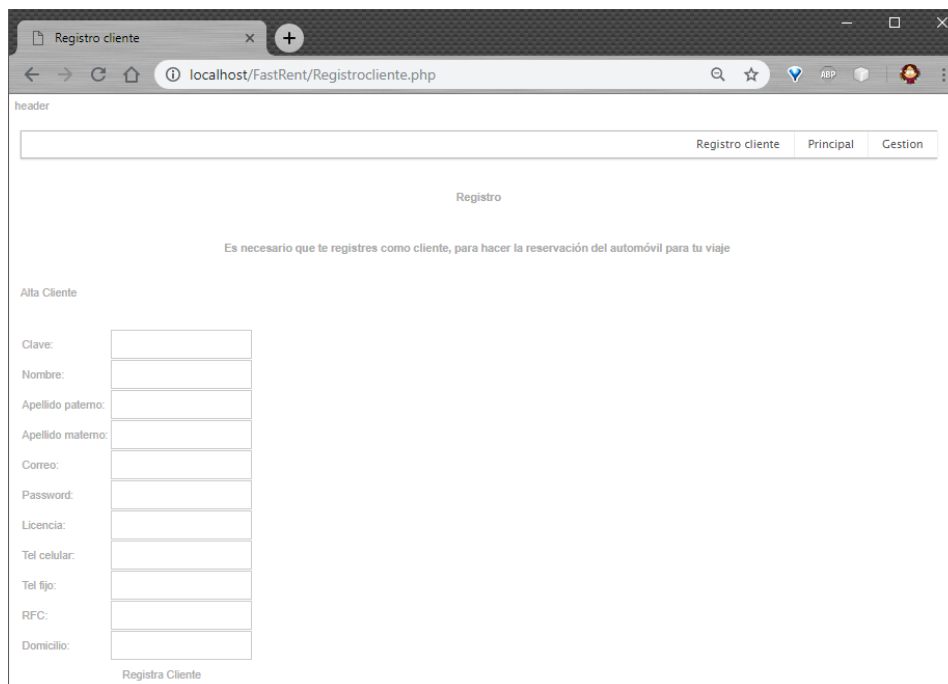 Registro cliente
localhost/FastRent/Registrocliente.php
ABP
header
Registro cliente Principal Gestion
Registro
Es necesario que te registres como cliente, para hacer la reservación del automóvil para tu viaje
Alta Cliente
Clave:
Nombre:
Apellido paterno:
Apellido materno:
Correo:
Password:
Licencia:
Tel celular:
Tel fijo:
RFC:
Domicilio:
Registra Cliente